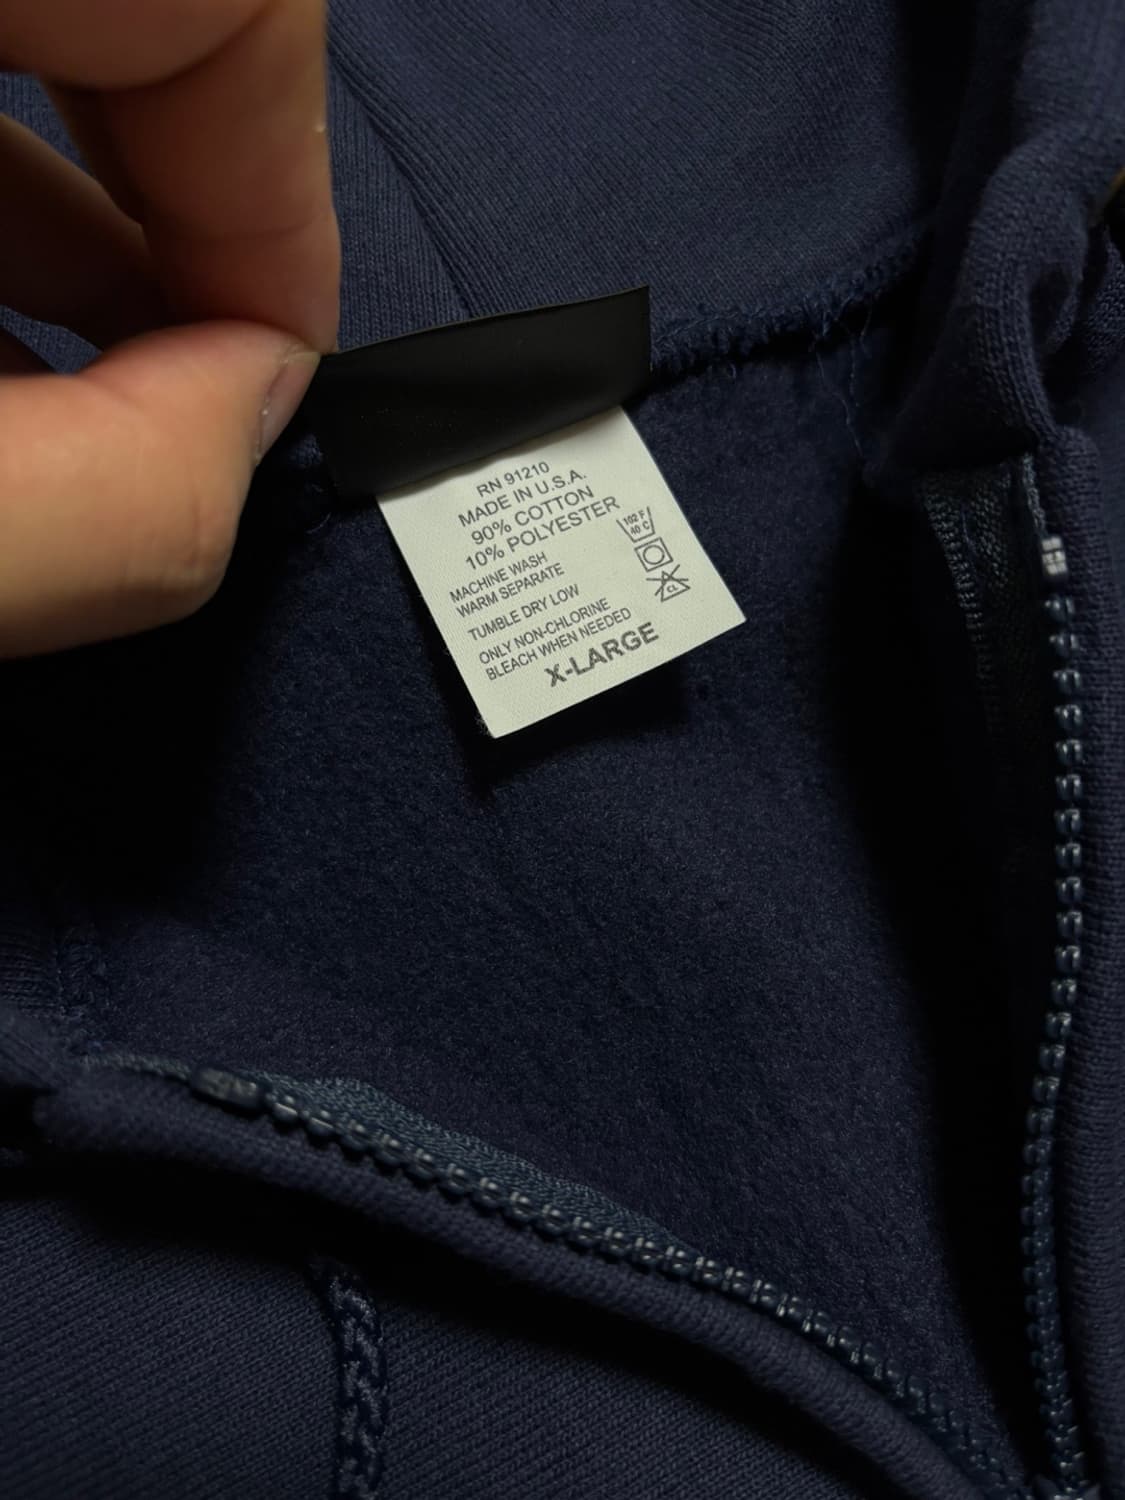 RN 91210
MADE IN U.S.A.
90% COTTON
10% POLYESTER
MACHINE WASH
WARM SEPARATE
TUMBLE DRY LOW
ONLY NON-CHLORINE
BLEACH WHEN NEEDED
X-LARGE
102 F
40 C
CL